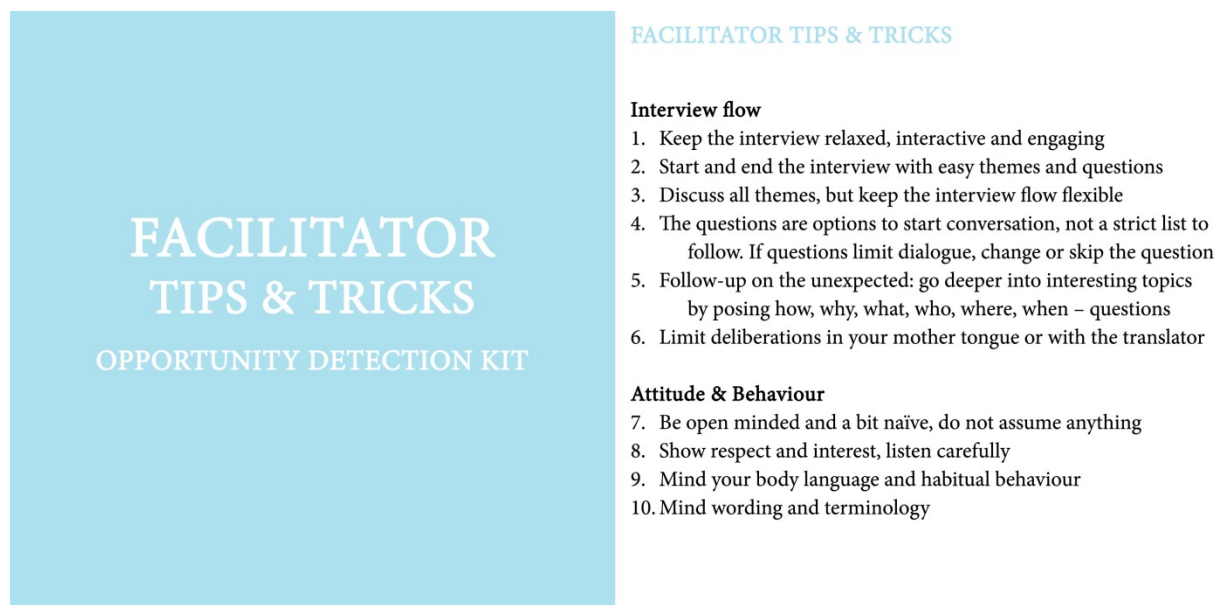 FACILITATOR
TIPS & TRICKS
OPPORTUNITY DETECTION KIT
FACILITATOR TIPS & TRICKS
Interview flow
1. Keep the interview relaxed, interactive and engaging
2. Start and end the interview with easy themes and questions
3. Discuss all themes, but keep the interview flow flexible
4. The questions are options to start conversation, not a strict list to
follow. If questions limit dialogue, change or skip the question
5. Follow-up on the unexpected: go deeper into interesting topics
by posing how, why, what, who, where, when – questions
6. Limit deliberations in your mother tongue or with the translator
Attitude & Behaviour
7. Be open minded and a bit naïve, do not assume anything
8. Show respect and interest, listen carefully
9. Mind your body language and habitual behaviour
10. Mind wording and terminology